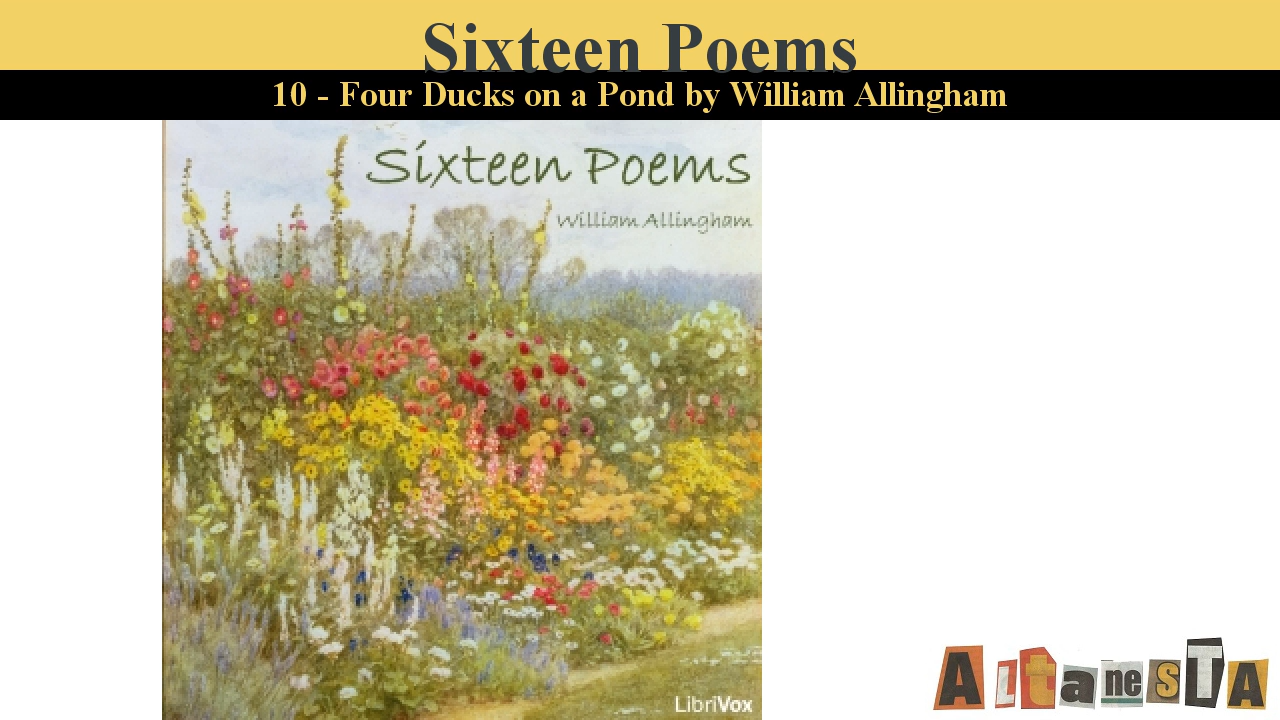 Sixteen Poems
10 - Four Ducks on a Pond by William Allingham
Sixteen Poems
William Allingham
LibriVox
AltanesTA